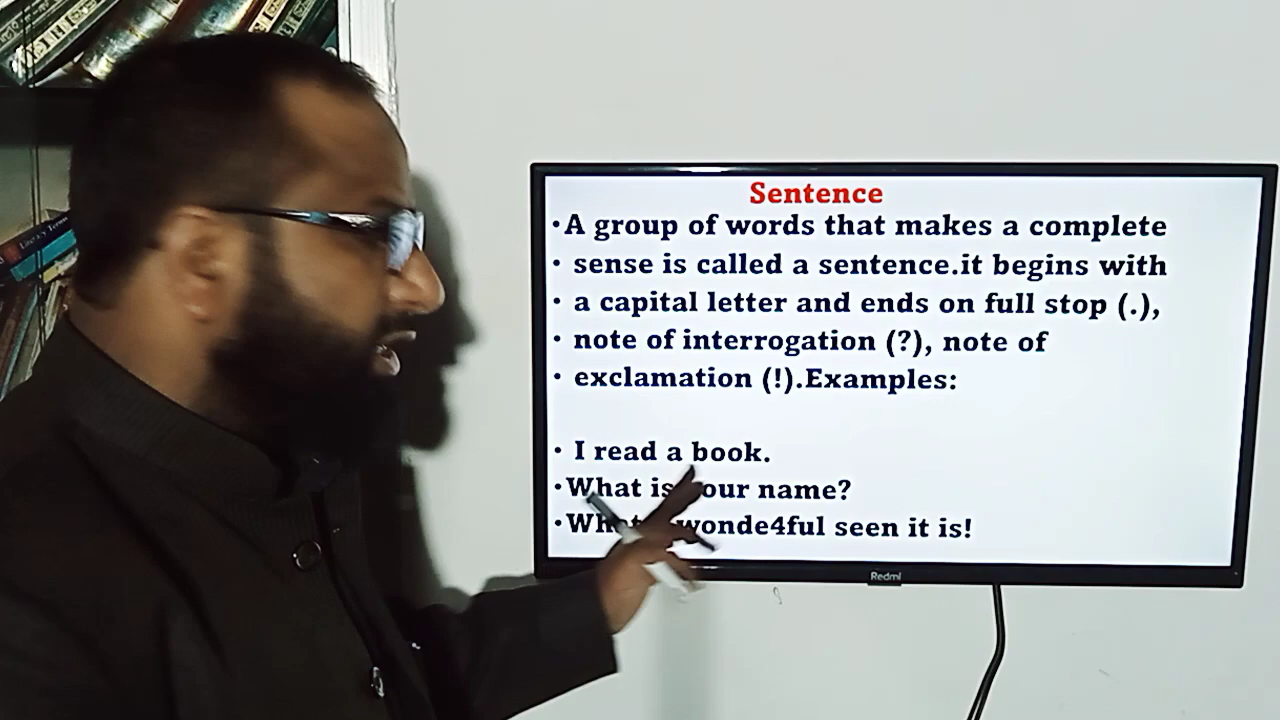 Sentence
•A group of words that makes a complete
• sense is called a sentence.it begins with
• a capital letter and ends on full stop (.),
• note of interrogation (?), note of
• exclamation (!).Examples:
• I read a book.
•What is your name?
•What wonde4ful seen it is!
Redmi